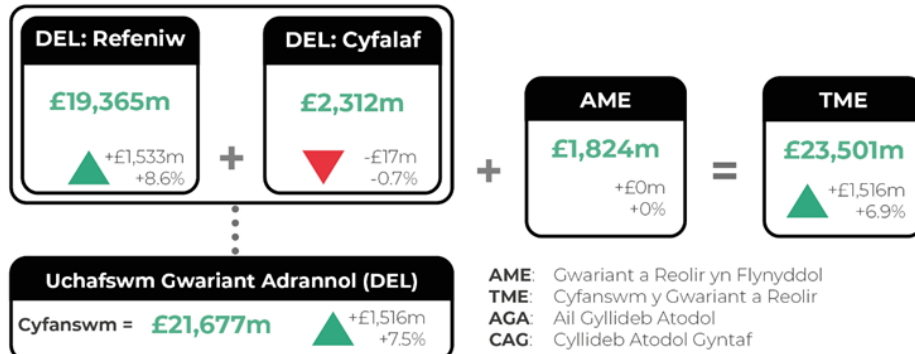 DEL: Refeniw
£19,365m
+£1,533m
+8.6%
+
DEL: Cyfalaf
£2,312m
-£17m
-0.7%
+
AME
£1,824m
+£0m
+0%
=
TME
£23,501m
+£1,516m
+6.9%
Uchafswm Gwariant Adrannol (DEL)
Cyfanswm = £21,677m
+£1,516m
+7.5%
AME: Gwariant a Reolir yn Flynyddol
TME: Cyfanswm y Gwariant a Reolir
AGA: Ail Gyllideb Atodol
CAG: Cyllideb Atodol Gyntaf